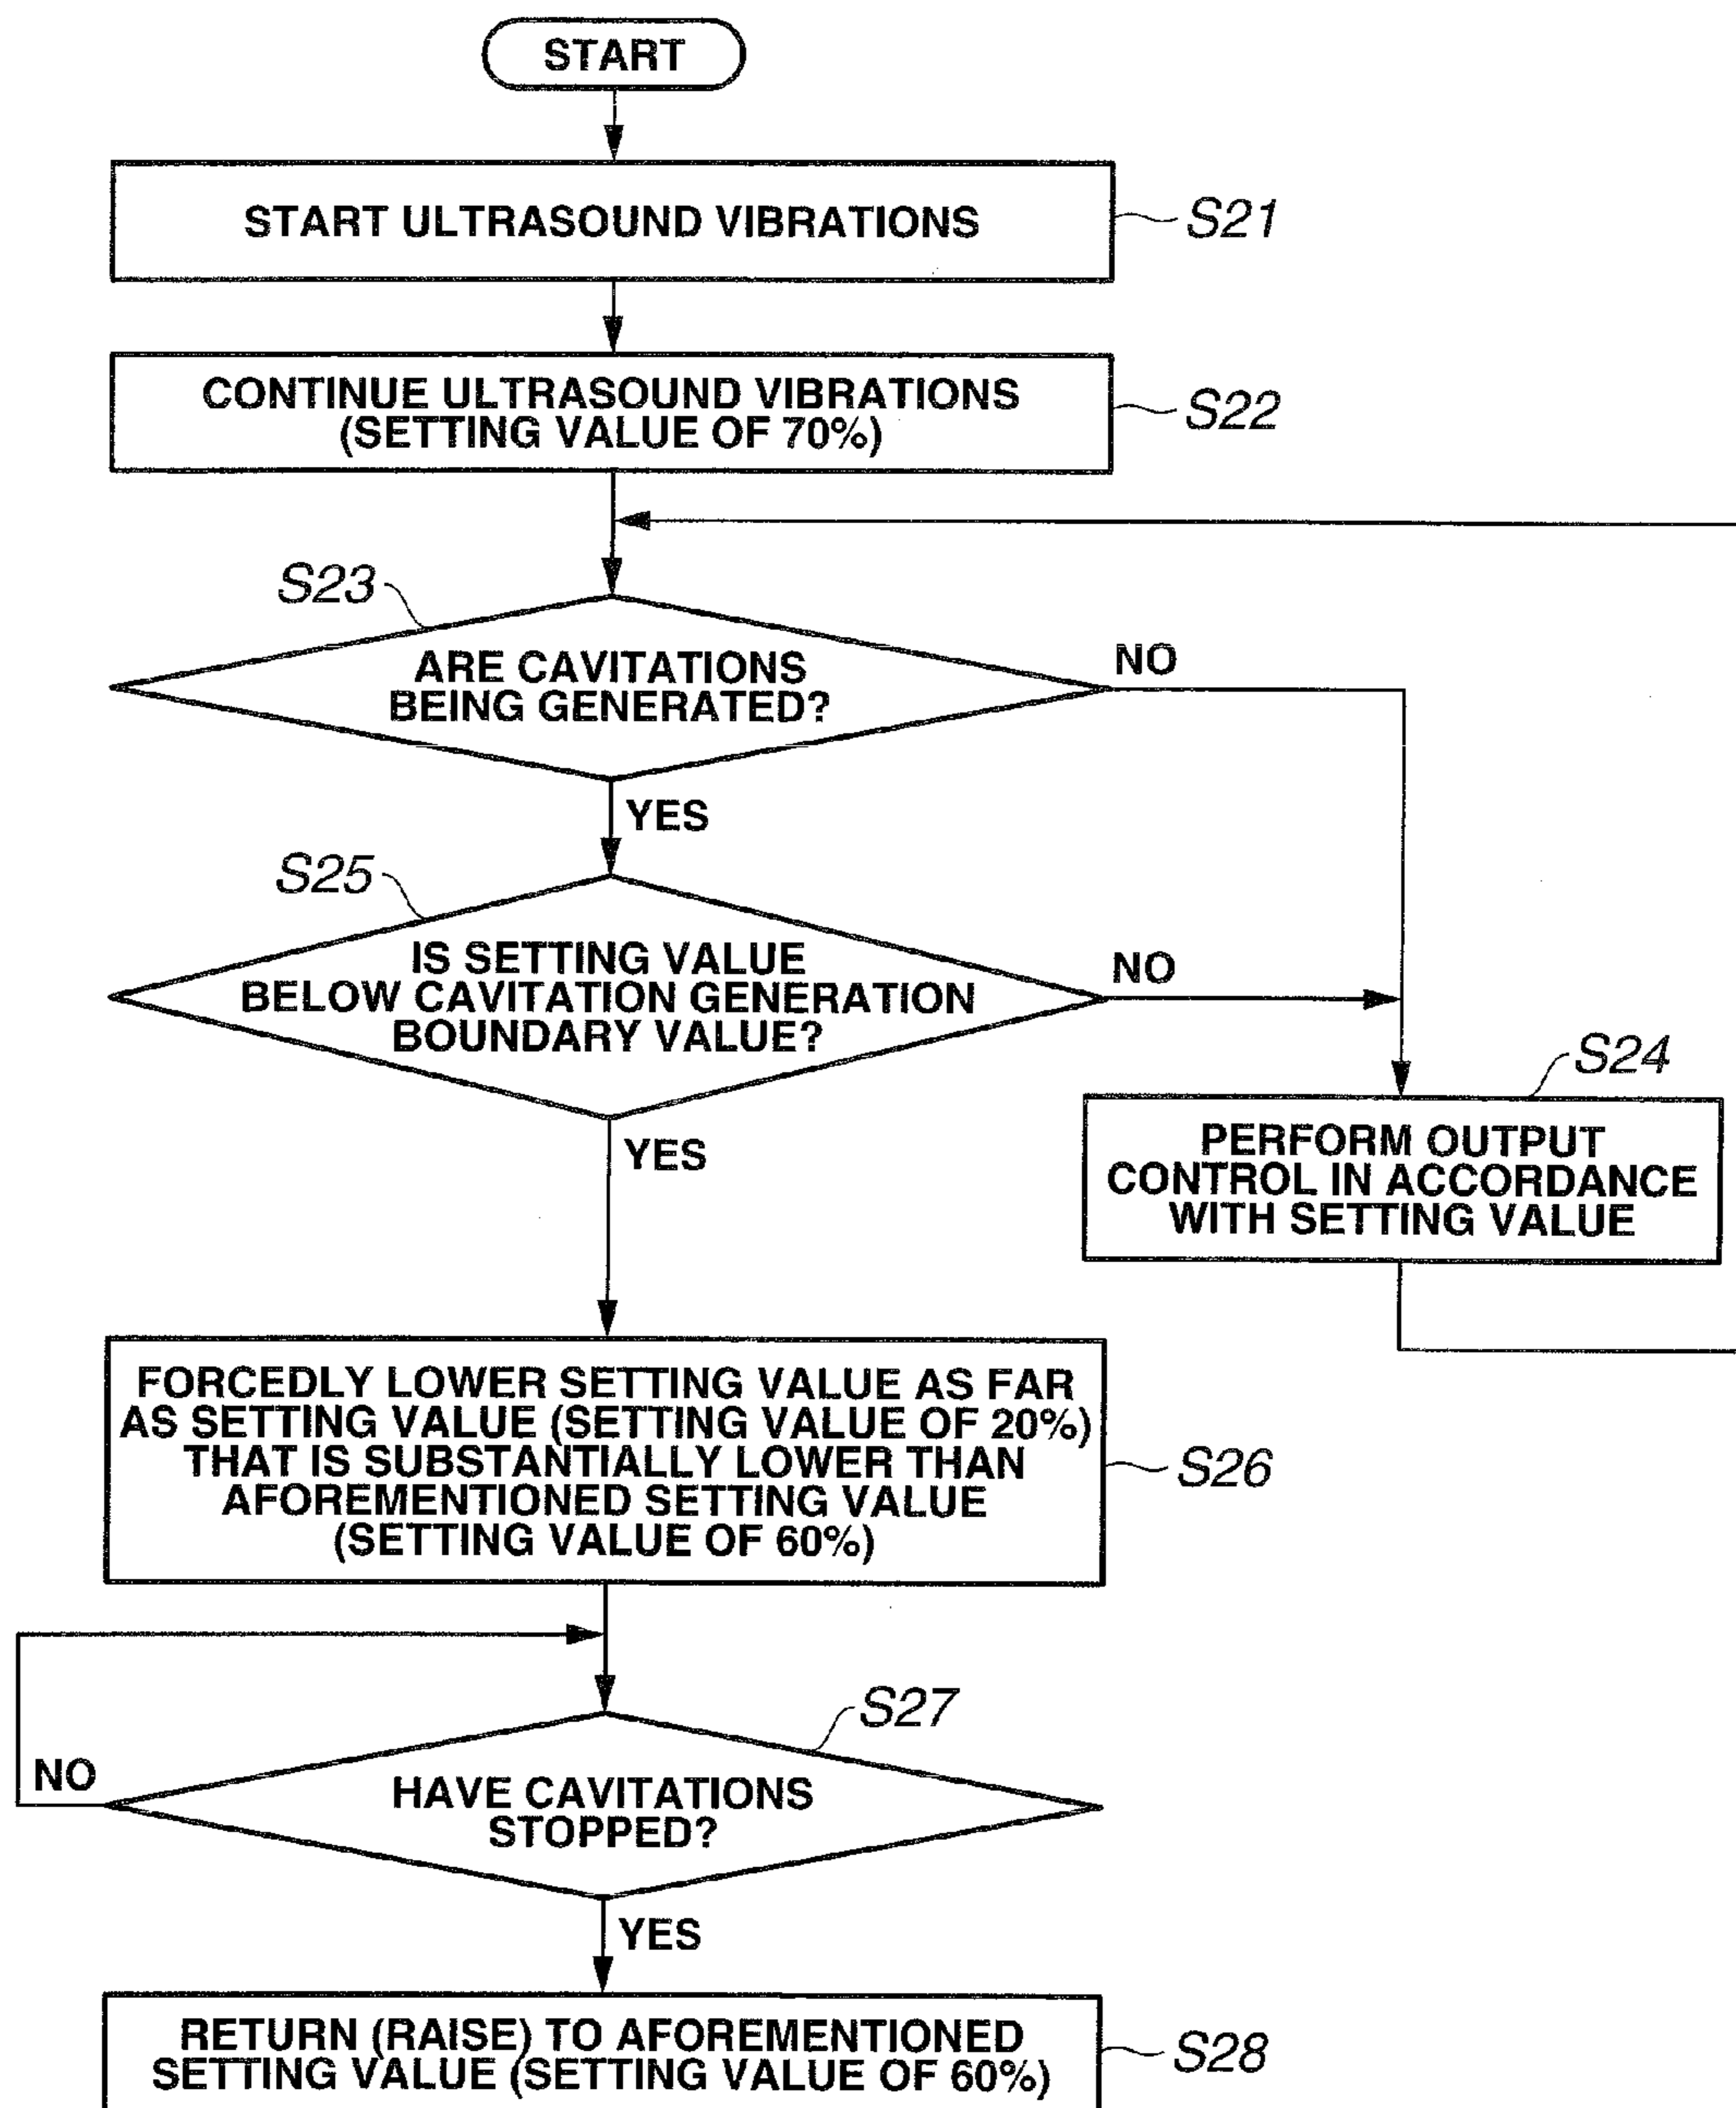 START
START ULTRASOUND VIBRATIONS
S21
CONTINUE ULTRASOUND VIBRATIONS
(SETTING VALUE OF 70%)
S22
S23
ARE CAVITATIONS
BEING GENERATED?
NO
YES
S25
IS SETTING VALUE
BELOW CAVITATION GENERATION
BOUNDARY VALUE?
NO
YES
S24
PERFORM OUTPUT
CONTROL IN ACCORDANCE
WITH SETTING VALUE
FORCEDLY LOWER SETTING VALUE AS FAR
AS SETTING VALUE (SETTING VALUE OF 20%)
THAT IS SUBSTANTIALLY LOWER THAN
AFOREMENTIONED SETTING VALUE
(SETTING VALUE OF 60%)
S26
S27
HAVE CAVITATIONS
STOPPED?
NO
YES
RETURN (RAISE) TO AFOREMENTIONED
SETTING VALUE (SETTING VALUE OF 60%)
S28